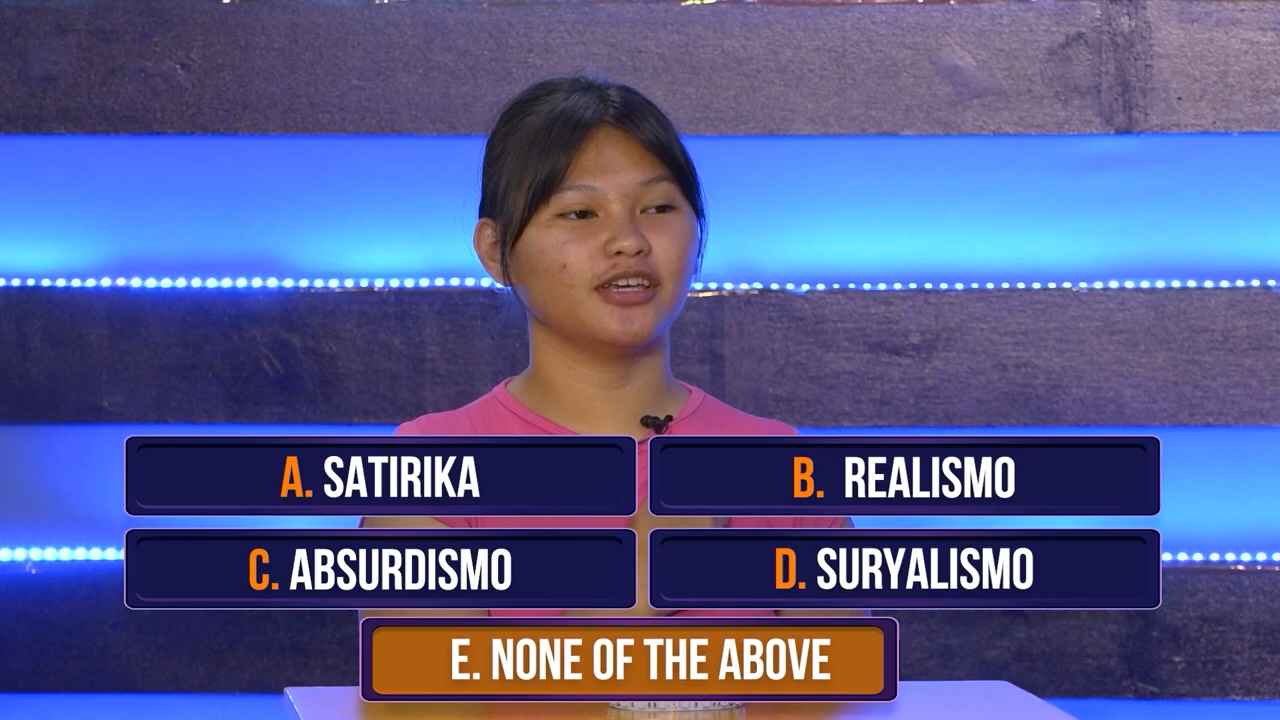 A. SATIRIKA
B. REALISMO
C. ABSURDISMO
D. SURYALISMO
E. NONE OF THE ABOVE